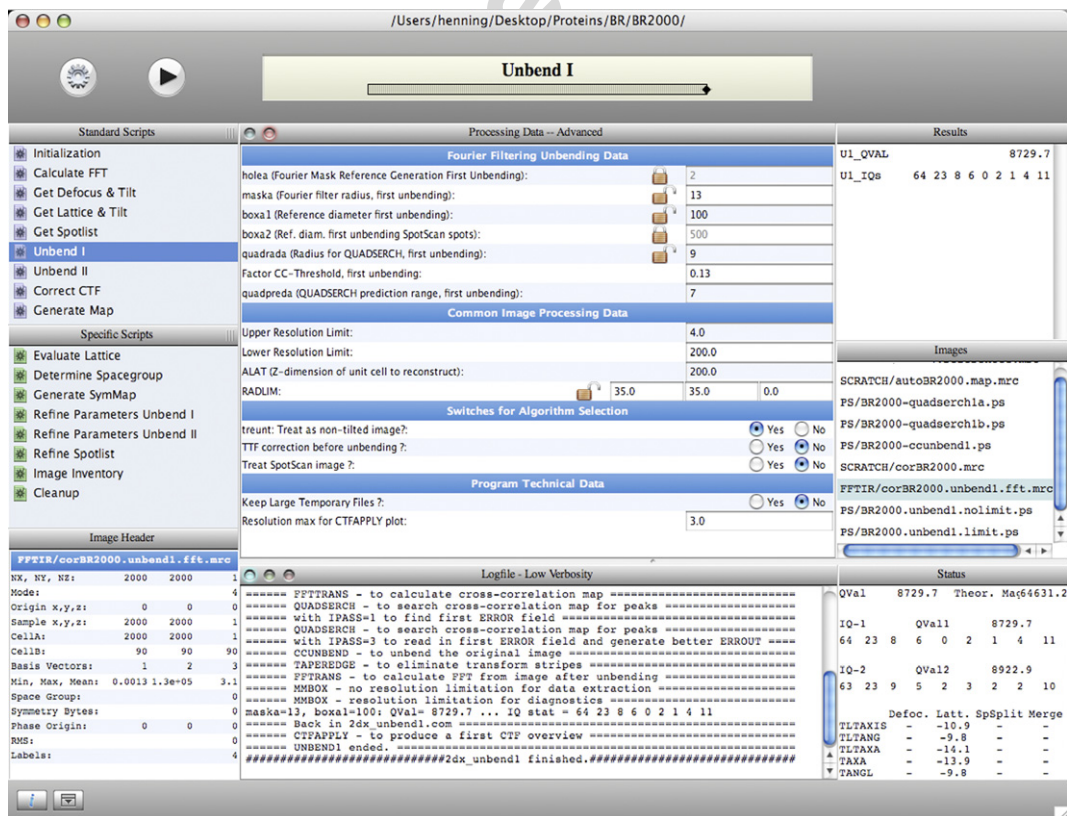 /Users/henning/Desktop/Proteins/BR/BR2000/
Unbend I
Standard Scripts
Initialization
Calculate FFT
Get Defocus & Tilt
Get Lattice & Tilt
Get Spotlist
Unbend I
Unbend II
Correct CTF
Generate Map
Specific Scripts
Evaluate Lattice
Determine Spacegroup
Generate SymMap
Refine Parameters Unbend I
Refine Parameters Unbend II
Refine Spotlist
Image Inventory
Cleanup
Image Header
FFTIR/corBR2000.unbend1.fft.mrc
NX, NY, NZ: 2000 2000 1
Mode: 4
Origin x,y,z: 0 0 0
Sample x,y,z: 2000 2000 1
CellA: 2000 2000 1
CellB: 90 90 90
Basis Vectors: 1 2 3
Min, Max, Mean: 0.0013 1.3e+05 3.1
Space Group: 0
Symmetry Bytes: 0
Phase Origin: 0 0 0
RMS: 0
Labels: 4
Processing Data -- Advanced
Fourier Filtering Unbending Data
holea (Fourier Mask Reference Generation First Unbending): 2
maska (Fourier filter radius, first unbending): 13
boxa1 (Reference diameter first unbending): 100
boxa2 (Ref. diam. first unbending SpotScan spots): 500
quadrada (Radius for QUADSERCH, first unbending): 9
Factor CC-Threshold, first unbending: 0.13
quadpreda (QUADSERCH prediction range, first unbending): 7
Common Image Processing Data
Upper Resolution Limit: 4.0
Lower Resolution Limit: 200.0
ALAT (Z-dimension of unit cell to reconstruct): 200.0
RADLIM: 35.0 35.0 0.0
Switches for Algorithm Selection
treunt: Treat as non-tilted image?: Yes No
TTF correction before unbending ?: Yes No
Treat SpotScan image ?: Yes No
Program Technical Data
Keep Large Temporary Files ?: Yes No
Resolution max for CTFAPPLY plot: 3.0
Logfile - Low Verbosity
====== FFTTRANS - to calculate cross-correlation map ===========================
====== QUADSERCH - to search cross-correlation map for peaks ===================
====== with IPASS=1 to find first ERROR field ==================================
====== QUADSERCH - to search cross-correlation map for peaks ===================
====== with IPASS=3 to read in first ERROR field and generate better ERROUT ====
====== CCUNBEND - to unbend the original image =================================
====== TAPEREDGE - to eliminate transform stripes ==============================
====== FFTRANS - to calculate FFT from image after unbending ===================
====== MMBOX - no resolution limitation for data extraction ====================
====== MMBOX - resolution limitation for diagnostics ===========================
maska=13, boxa1=100: QVal= 8729.7 ... IQ stat = 64 23 8 6 0 2 1 4 11
====== Back in 2dx_unbend1.com =================================================
====== CTFAPPLY - to produce a first CTF overview ==============================
====== UNBEND1 ended. ==========================================================
#############################2dx_unbend1 finished.##############################
Results
U1_QVAL 8729.7
U1_IQs 64 23 8 6 0 2 1 4 11
Images
SCRATCH/autoBR2000.map.mrc
PS/BR2000-quadserch1a.ps
PS/BR2000-quadserch1b.ps
PS/BR2000-ccunbend1.ps
SCRATCH/corBR2000.mrc
FFTIR/corBR2000.unbend1.fft.mrc
PS/BR2000.unbend1.nolimit.ps
PS/BR2000.unbend1.limit.ps
Status
QVal 8729.7 Theor. Mag64631.2
IQ-1 QVal1 8729.7
64 23 8 6 0 2 1 4 11
IQ-2 QVal2 8922.9
63 23 9 5 2 3 2 2 10
Defoc. Latt. SpSplit Merge
TLTAXIS - -10.9 - -
TLTANG - -9.8 - -
TLTAXA - -14.1 - -
TAXA - -13.9 - -
TANGL - -9.8 - -